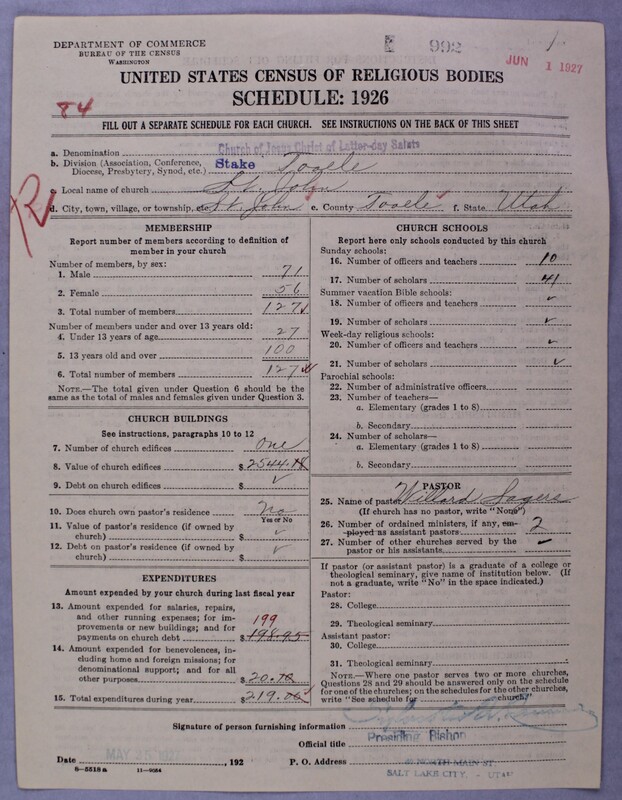 DEPARTMENT OF COMMERCE
BUREAU OF THE CENSUS
WASHINGTON
992
JUN 1 1927
UNITED STATES CENSUS OF RELIGIOUS BODIES
SCHEDULE: 1926
84
FILL OUT A SEPARATE SCHEDULE FOR EACH CHURCH. SEE INSTRUCTIONS ON THE BACK OF THIS SHEET
a. Denomination Church of Jesus Christ of Latter-day Saints
b. Division (Association, Conference, Diocese, Presbytery, Synod, etc.) Stake Tooele
c. Local name of church St. John
d. City, town, village, or township, etc. St. John e. County Tooele f. State Utah
MEMBERSHIP
Report number of members according to definition of
member in your church
Number of members, by sex:
1. Male 71
2. Female 56
3. Total number of members 127
Number of members under and over 13 years old:
4. Under 13 years of age 27
5. 13 years old and over 100
6. Total number of members 127
NOTE.—The total given under Question 6 should be the
same as the total of males and females given under Question 3.
CHURCH BUILDINGS
See instructions, paragraphs 10 to 12
7. Number of church edifices One
8. Value of church edifices $ 2544.18
9. Debt on church edifices $ ✓
10. Does church own pastor's residence No
Yes or No
11. Value of pastor's residence (if owned by
church) $ ✓
12. Debt on pastor's residence (if owned by
church) $ ✓
EXPENDITURES
Amount expended by your church during last fiscal year
13. Amount expended for salaries, repairs,
and other running expenses; for im-
provements or new buildings; and for 199
payments on church debt $ 198.95
14. Amount expended for benevolences, in-
cluding home and foreign missions; for
denominational support; and for all
other purposes $ 20.10
15. Total expenditures during year $ 219.
CHURCH SCHOOLS
Report here only schools conducted by this church
Sunday schools:
16. Number of officers and teachers 10
17. Number of scholars 41
Summer vacation Bible schools:
18. Number of officers and teachers ✓
19. Number of scholars ✓
Week-day religious schools:
20. Number of officers and teachers ✓
21. Number of scholars ✓
Parochial schools:
22. Number of administrative officers
23. Number of teachers—
a. Elementary (grades 1 to 8)
b. Secondary
24. Number of scholars—
a. Elementary (grades 1 to 8)
b. Secondary
PASTOR
25. Name of pastor Willard Sagers
(If church has no pastor, write "None")
26. Number of ordained ministers, if any, em-
ployed as assistant pastors 2
27. Number of other churches served by the
pastor or his assistants
If pastor (or assistant pastor) is a graduate of a college or
theological seminary, give name of institution below. (If
not a graduate, write "No" in the space indicated.)
Pastor:
28. College
29. Theological seminary
Assistant pastor:
30. College
31. Theological seminary
NOTE.—Where one pastor serves two or more churches,
Questions 28 and 29 should be answered only on the schedule
for one of the churches; on the schedules for the other churches,
write "See schedule for church."
Signature of person furnishing information
Official title Presiding Bishop
Date MAY 1927, 192
P. O. Address NORTH MAIN ST.
SALT LAKE CITY, - UTAH
8-5518a 11-9084